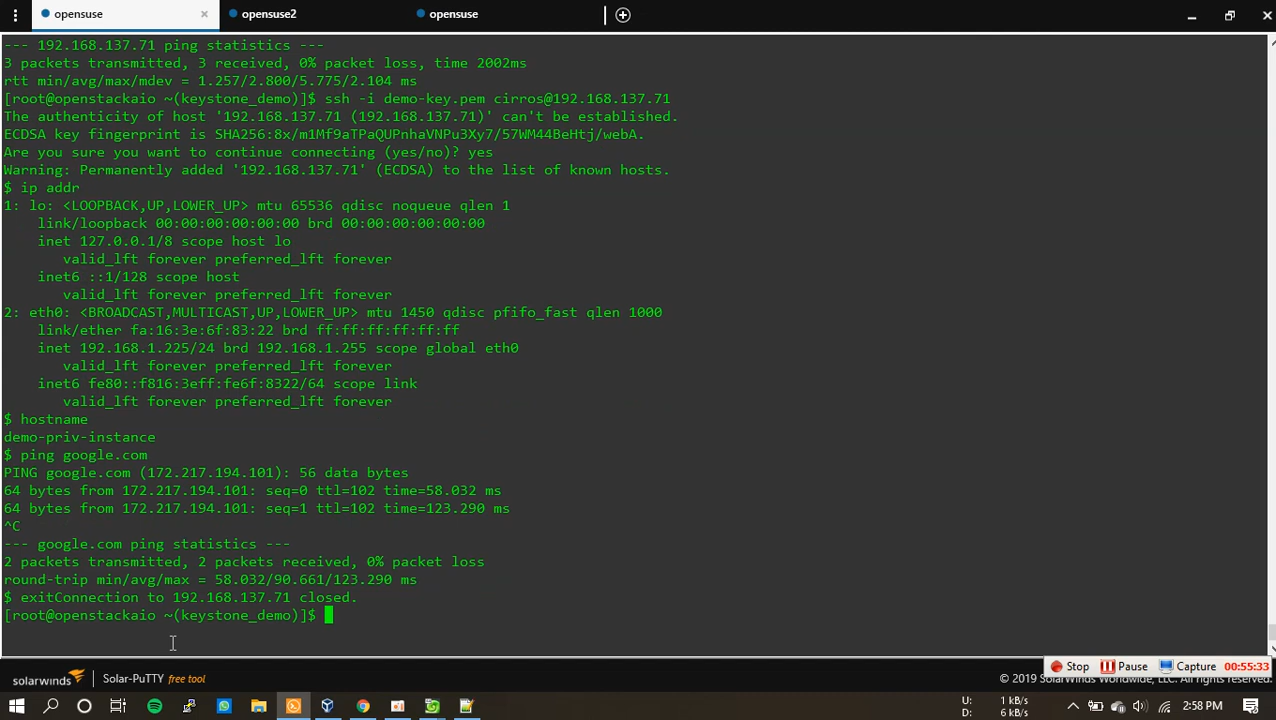 opensuse
opensuse2
opensuse
--- 192.168.137.71 ping statistics ---
3 packets transmitted, 3 received, 0% packet loss, time 2002ms
rtt min/avg/max/mdev = 1.257/2.800/5.775/2.104 ms
[root@openstackaio ~(keystone_demo)]$ ssh -i demo-key.pem cirros@192.168.137.71
The authenticity of host '192.168.137.71 (192.168.137.71)' can't be established.
ECDSA key fingerprint is SHA256:8x/m1Mf9aTPaQUPnhaVNPu3Xy7/57WM44BeHtj/webA.
Are you sure you want to continue connecting (yes/no)? yes
Warning: Permanently added '192.168.137.71' (ECDSA) to the list of known hosts.
$ ip addr
1: lo: <LOOPBACK,UP,LOWER_UP> mtu 65536 qdisc noqueue qlen 1
link/loopback 00:00:00:00:00:00 brd 00:00:00:00:00:00
inet 127.0.0.1/8 scope host lo
valid_lft forever preferred_lft forever
inet6 ::1/128 scope host
valid_lft forever preferred_lft forever
2: eth0: <BROADCAST,MULTICAST,UP,LOWER_UP> mtu 1450 qdisc pfifo_fast qlen 1000
link/ether fa:16:3e:6f:83:22 brd ff:ff:ff:ff:ff:ff
inet 192.168.1.225/24 brd 192.168.1.255 scope global eth0
valid_lft forever preferred_lft forever
inet6 fe80::f816:3eff:fe6f:8322/64 scope link
valid_lft forever preferred_lft forever
$ hostname
demo-priv-instance
$ ping google.com
PING google.com (172.217.194.101): 56 data bytes
64 bytes from 172.217.194.101: seq=0 ttl=102 time=58.032 ms
64 bytes from 172.217.194.101: seq=1 ttl=102 time=123.290 ms
^C
--- google.com ping statistics ---
2 packets transmitted, 2 packets received, 0% packet loss
round-trip min/avg/max = 58.032/90.661/123.290 ms
$ exitConnection to 192.168.137.71 closed.
[root@openstackaio ~(keystone_demo)]$
Stop Pause Capture 00:55:33
solarwinds Solar-PuTTY free tool © 2019 SolarWinds Worldwide, LLC. All rights reserved.
U: 1 kB/s
D: 6 kB/s
2:58 PM